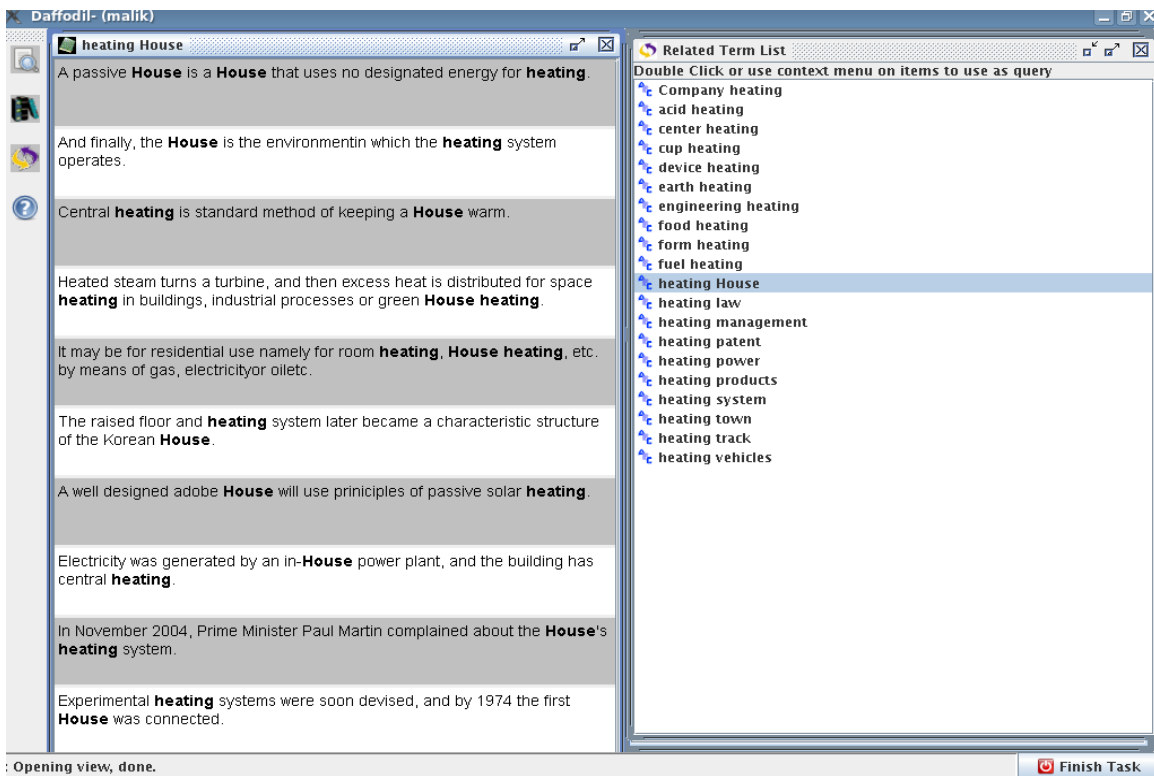 Daffodil- (malik)
heating House
A passive House is a House that uses no designated energy for heating.
And finally, the House is the environmentin which the heating system
operates.
Central heating is standard method of keeping a House warm.
Heated steam turns a turbine, and then excess heat is distributed for space
heating in buildings, industrial processes or green House heating.
It may be for residential use namely for room heating, House heating, etc.
by means of gas, electricityor oiletc.
The raised floor and heating system later became a characteristic structure
of the Korean House.
A well designed adobe House will use priniciples of passive solar heating.
Electricity was generated by an in-House power plant, and the building has
central heating.
In November 2004, Prime Minister Paul Martin complained about the House's
heating system.
Experimental heating systems were soon devised, and by 1974 the first
House was connected.
Related Term List
Double Click or use context menu on items to use as query
Company heating
acid heating
center heating
cup heating
device heating
earth heating
engineering heating
food heating
form heating
fuel heating
heating House
heating law
heating management
heating patent
heating power
heating products
heating system
heating town
heating track
heating vehicles
: Opening view, done.
Finish Task